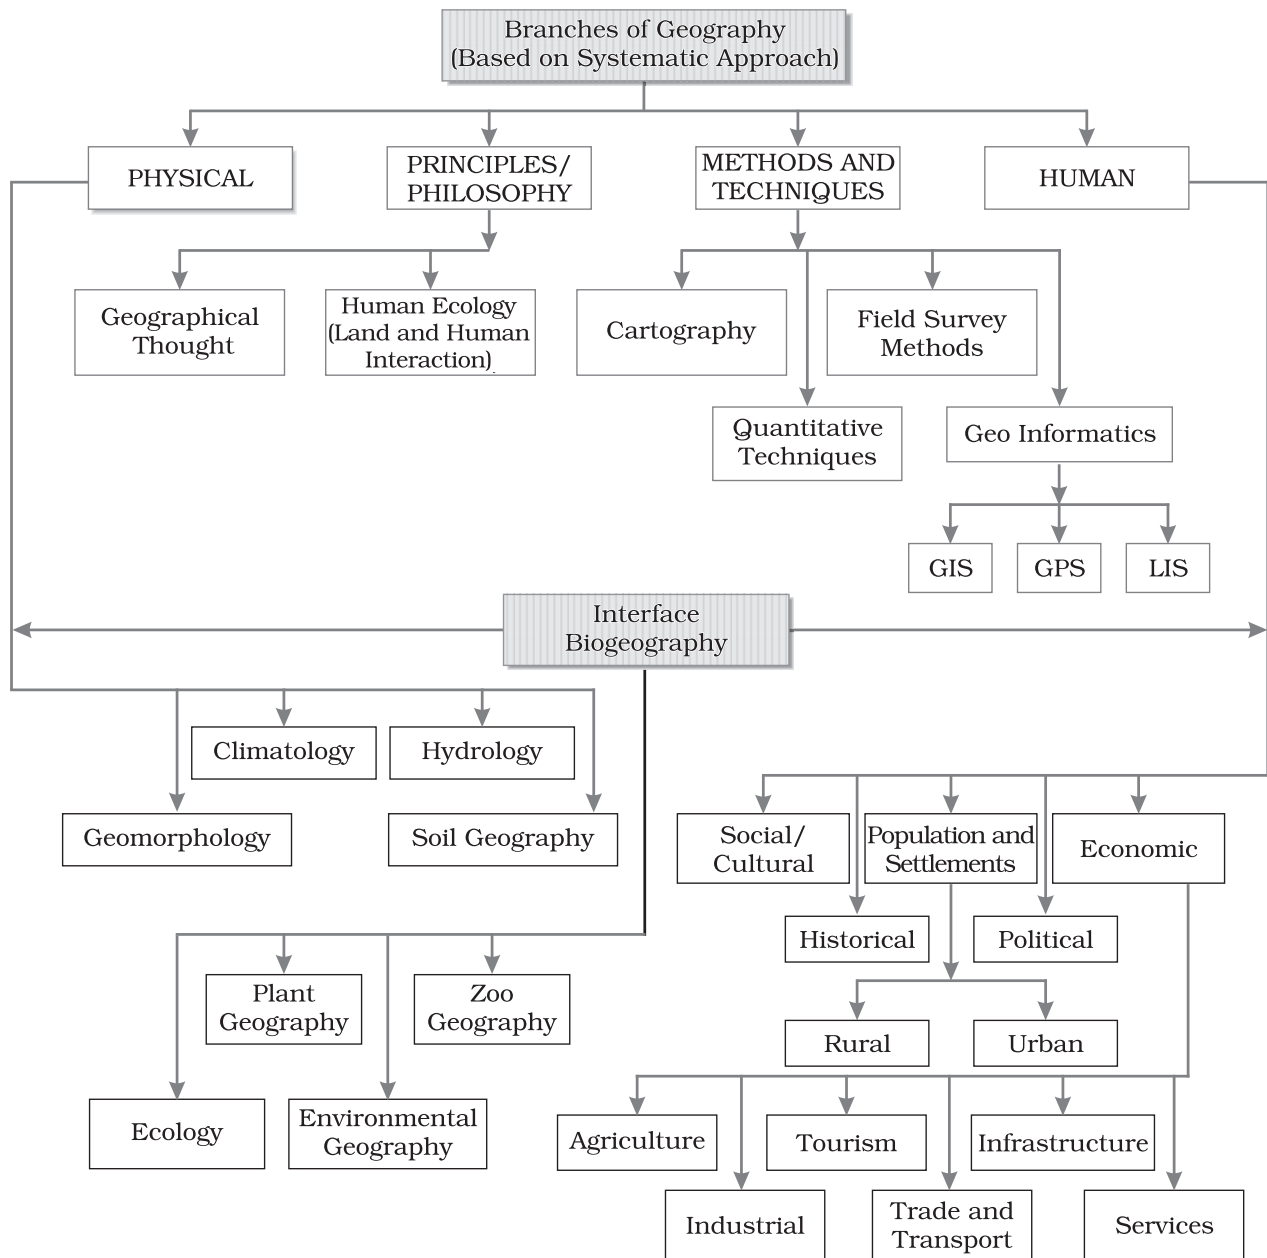 Branches of Geography
(Based on Systematic Approach)
PHYSICAL
PRINCIPLES/
PHILOSOPHY
METHODS AND
TECHNIQUES
HUMAN
Geographical
Thought
Human Ecology
(Land and Human
Interaction)
Cartography
Field Survey
Methods
Quantitative
Techniques
Geo Informatics
GIS
GPS
LIS
Interface
Biogeography
Climatology
Hydrology
Geomorphology
Soil Geography
Social/
Cultural
Population and
Settlements
Economic
Historical
Political
Plant
Geography
Zoo
Geography
Rural
Urban
Ecology
Environmental
Geography
Agriculture
Tourism
Infrastructure
Industrial
Trade and
Transport
Services